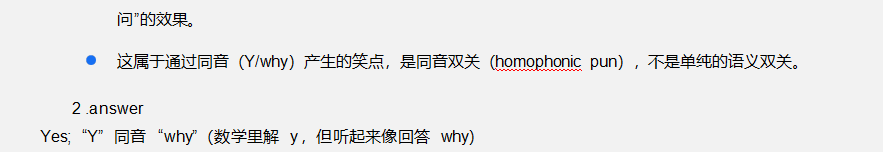 问”的效果。
这属于通过同音（Y/why）产生的笑点，是同音双关（homophonic pun），不是单纯的语义双关。
2 .answer
Yes; “Y” 同音 “why”（数学里解 y，但听起来像回答 why)